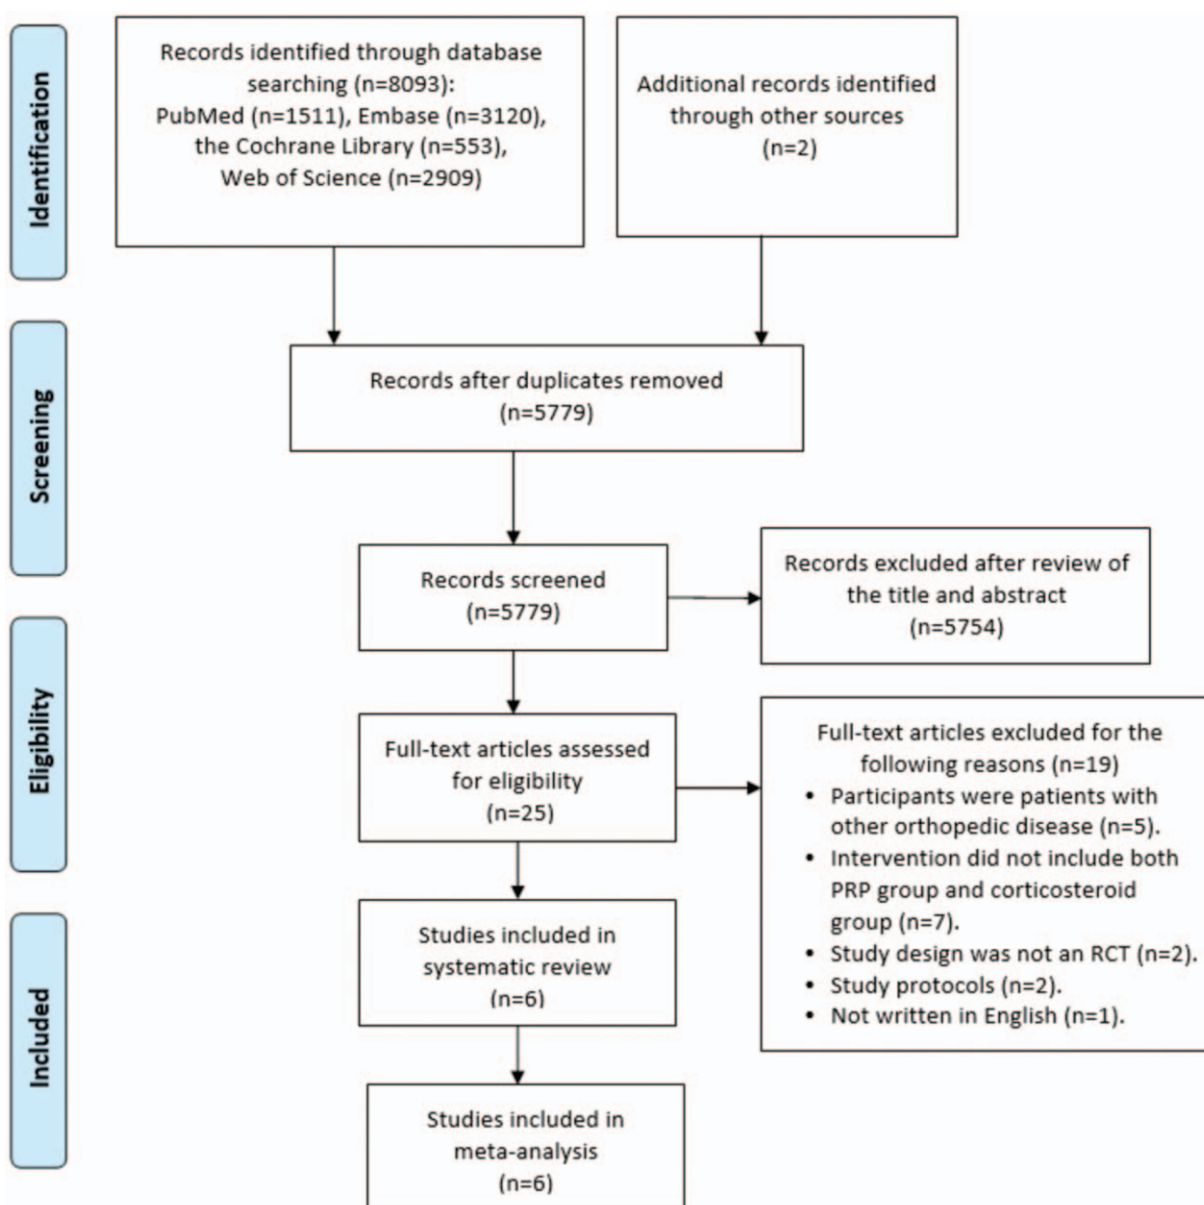 Identification
Records identified through database
searching (n=8093):
PubMed (n=1511), Embase (n=3120),
the Cochrane Library (n=553),
Web of Science (n=2909)
Additional records identified
through other sources
(n=2)
Screening
Records after duplicates removed
(n=5779)
Records screened
(n=5779)
Records excluded after review of
the title and abstract
(n=5754)
Eligibility
Full-text articles assessed
for eligibility
(n=25)
Full-text articles excluded for the
following reasons (n=19)
• Participants were patients with
other orthopedic disease (n=5).
• Intervention did not include both
PRP group and corticosteroid
group (n=7).
• Study design was not an RCT (n=2).
• Study protocols (n=2).
• Not written in English (n=1).
Included
Studies included in
systematic review
(n=6)
Studies included in
meta-analysis
(n=6)